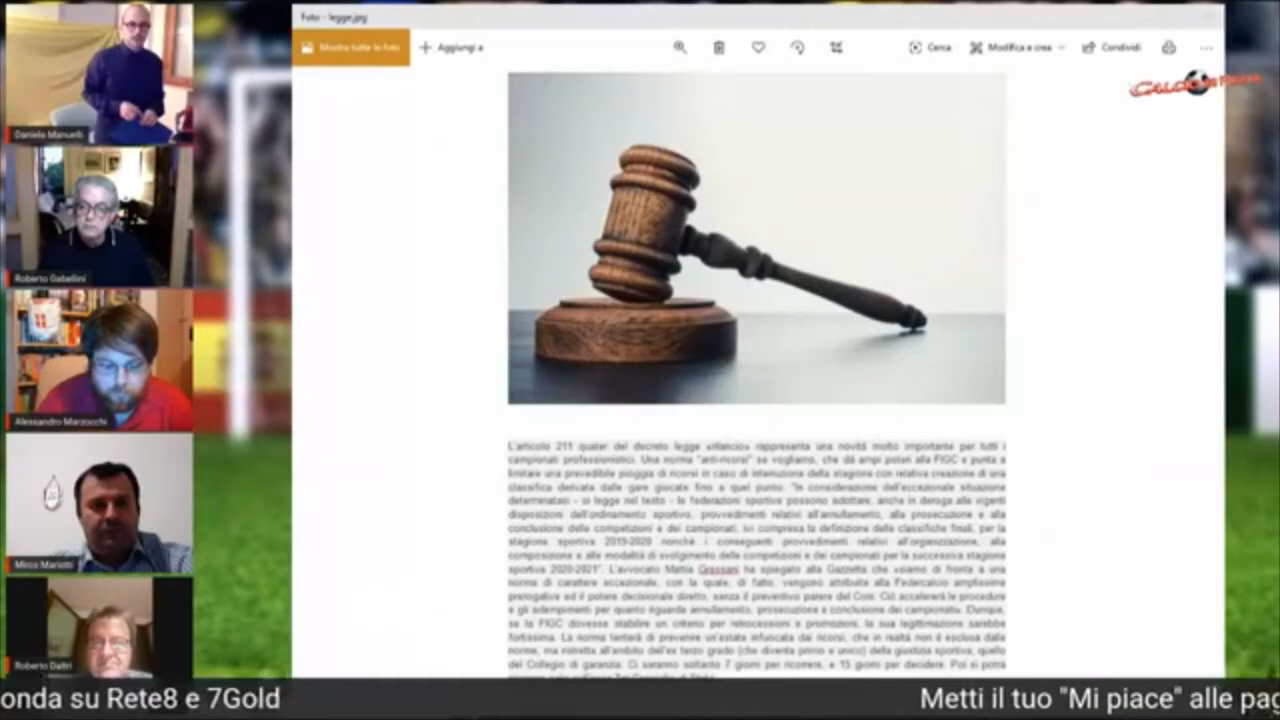 Foto - legge.jpg
Mostra tutte le foto
Aggiungi a
Cerca
Modifica e crea
Condividi
CALCIO IN PIAZZA
Daniele Manuelli
Roberto Gabellini
Alessandro Marzocchi
Mirco Mariotti
Roberto Daltri
L'articolo 211 quater del decreto legge «rilancio» rappresenta una novità molto importante per tutti i
campionati professionistici. Una norma "anti-ricorsi" se vogliamo, che dà ampi poteri alla FIGC e punta a
limitare una prevedibile pioggia di ricorsi in caso di interruzione della stagione con relativa creazione di una
classifica derivata dalle gare giocate fino a quel punto. "In considerazione dell'eccezionale situazione
determinatasi - si legge nel testo - le federazioni sportive possono adottare, anche in deroga alle vigenti
disposizioni dell'ordinamento sportivo, provvedimenti relativi all'annullamento, alla prosecuzione e alla
conclusione delle competizioni e dei campionati, ivi compresa la definizione delle classifiche finali, per la
stagione sportiva 2019-2020 nonché i conseguenti provvedimenti relativi all'organizzazione, alla
composizione e alle modalità di svolgimento delle competizioni e dei campionati per la successiva stagione
sportiva 2020-2021". L'avvocato Mattia Grassani ha spiegato alla Gazzetta che «siamo di fronte a una
norma di carattere eccezionale, con la quale, di fatto, vengono attribuite alla Federcalcio amplissime
prerogative ed il potere decisionale diretto, senza il preventivo parere del Coni. Ciò accelererà le procedure
e gli adempimenti per quanto riguarda annullamento, prosecuzione e conclusione dei campionati». Dunque,
se la FIGC dovesse stabilire un criterio per retrocessioni e promozioni, la sua legittimazione sarebbe
fortissima. La norma tenterà di prevenire un'estate infuocata dai ricorsi, che in realtà non è esclusa dalle
norme, ma ristretta all'ambito dell'ex terzo grado (che diventa primo e unico) della giustizia sportiva, quello
del Collegio di garanzia. Ci saranno soltanto 7 giorni per ricorrere, e 15 giorni per decidere. Poi si potrà
onda su Rete8 e 7Gold
Metti il tuo "Mi piace" alle pag